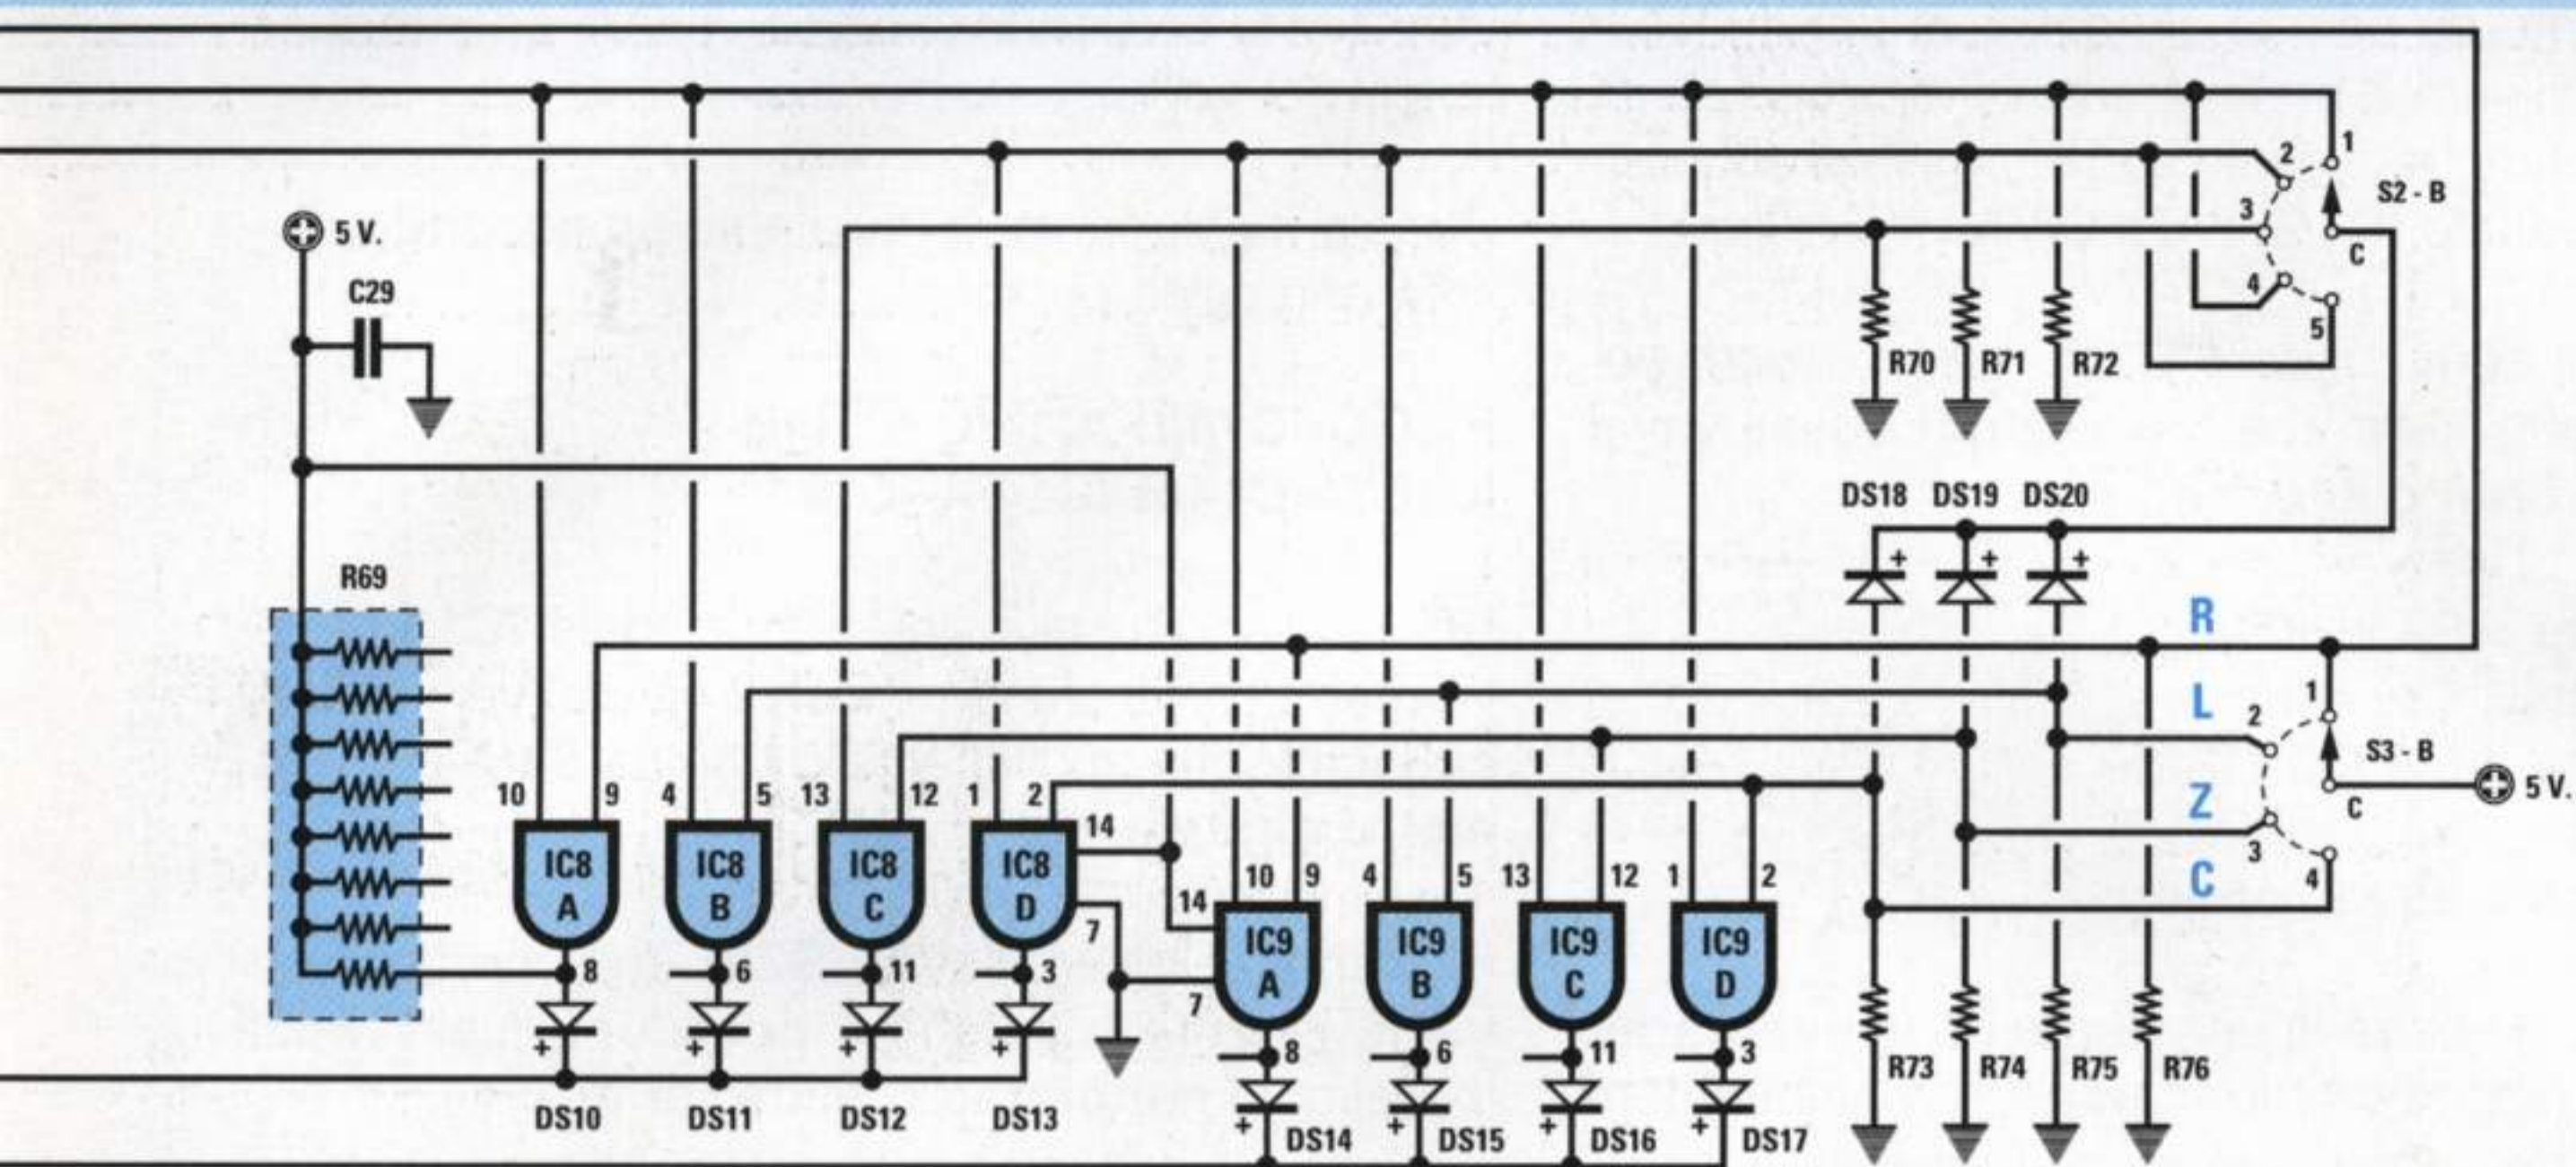 1
2
S2 - B
3
5 V.
C
C29
4
5
R70 R71 R72
DS18 DS19 DS20
R69
R
L
1
2
S3 - B
10 9 4 5 13 12 1 2
Z
C
5 V.
14
IC8 A
IC8 B
IC8 C
IC8 D
10 9 4 5 13 12 1 2
3
C
4
14
7
IC9 A
IC9 B
IC9 C
IC9 D
8 6 11 3
7
+ + + +
8 6 11 3
R73 R74 R75 R76
DS10 DS11 DS12 DS13
+ + + +
DS14 DS15 DS16 DS17